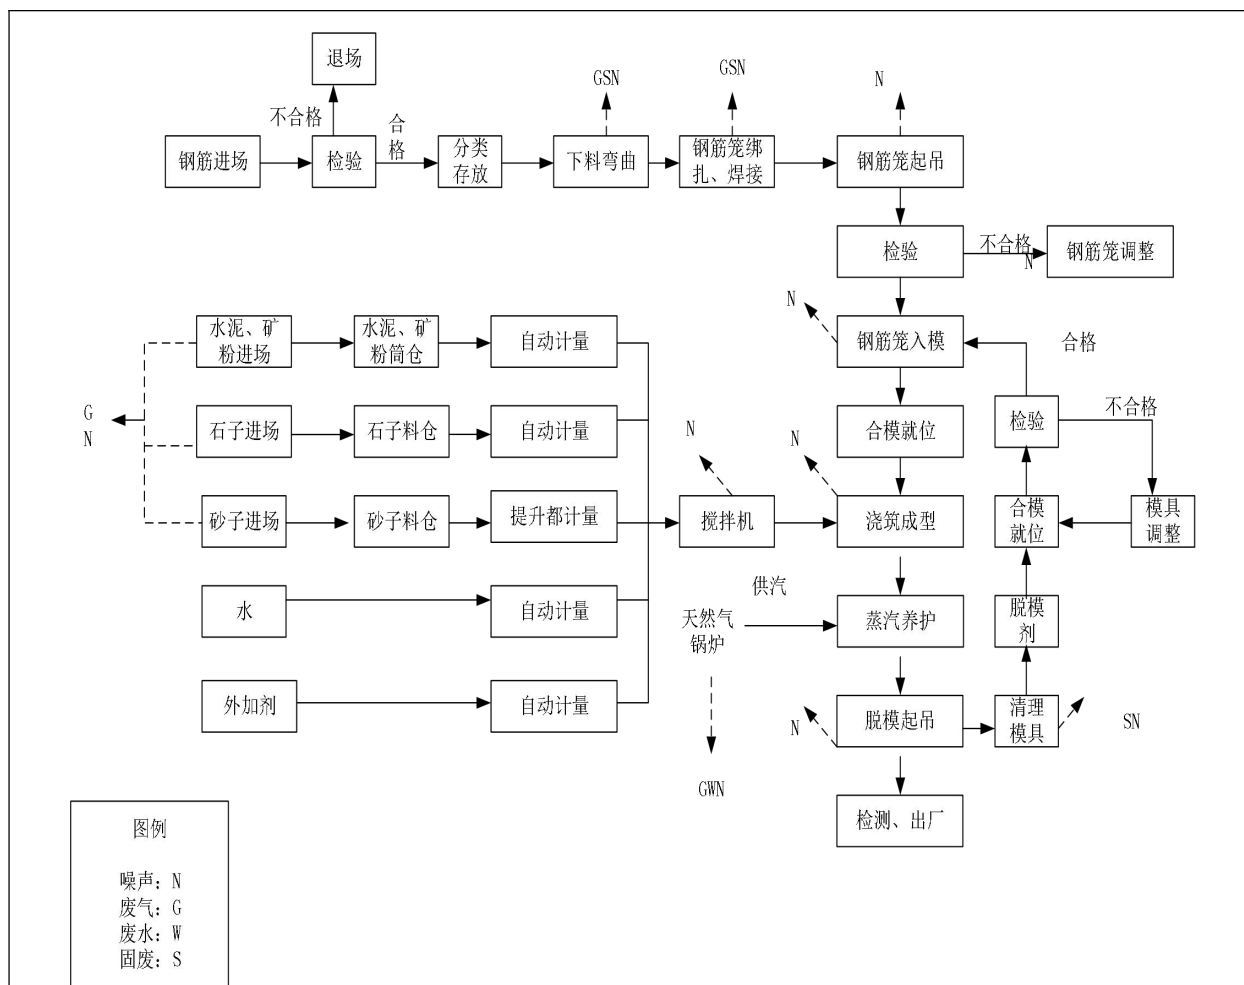 退场
GSN
GSN
N
不合格
合
格
钢筋进场
检验
分类
存放
下料弯曲
钢筋笼绑
扎、焊接
钢筋笼起吊
检验
不合格
N
钢筋笼调整
N
水泥、矿
粉进场
水泥、矿
粉筒仓
自动计量
钢筋笼入模
合格
G
N
石子进场
石子料仓
自动计量
N
N
合模就位
检验
不合格
砂子进场
砂子料仓
提升都计量
搅拌机
浇筑成型
合模
就位
模具
调整
供汽
水
自动计量
天然气
锅炉
蒸汽养护
脱模
剂
外加剂
自动计量
N
脱模起吊
清理
模具
SN
GWN
检测、出厂
图例
噪声：N
废气：G
废水：W
固废：S